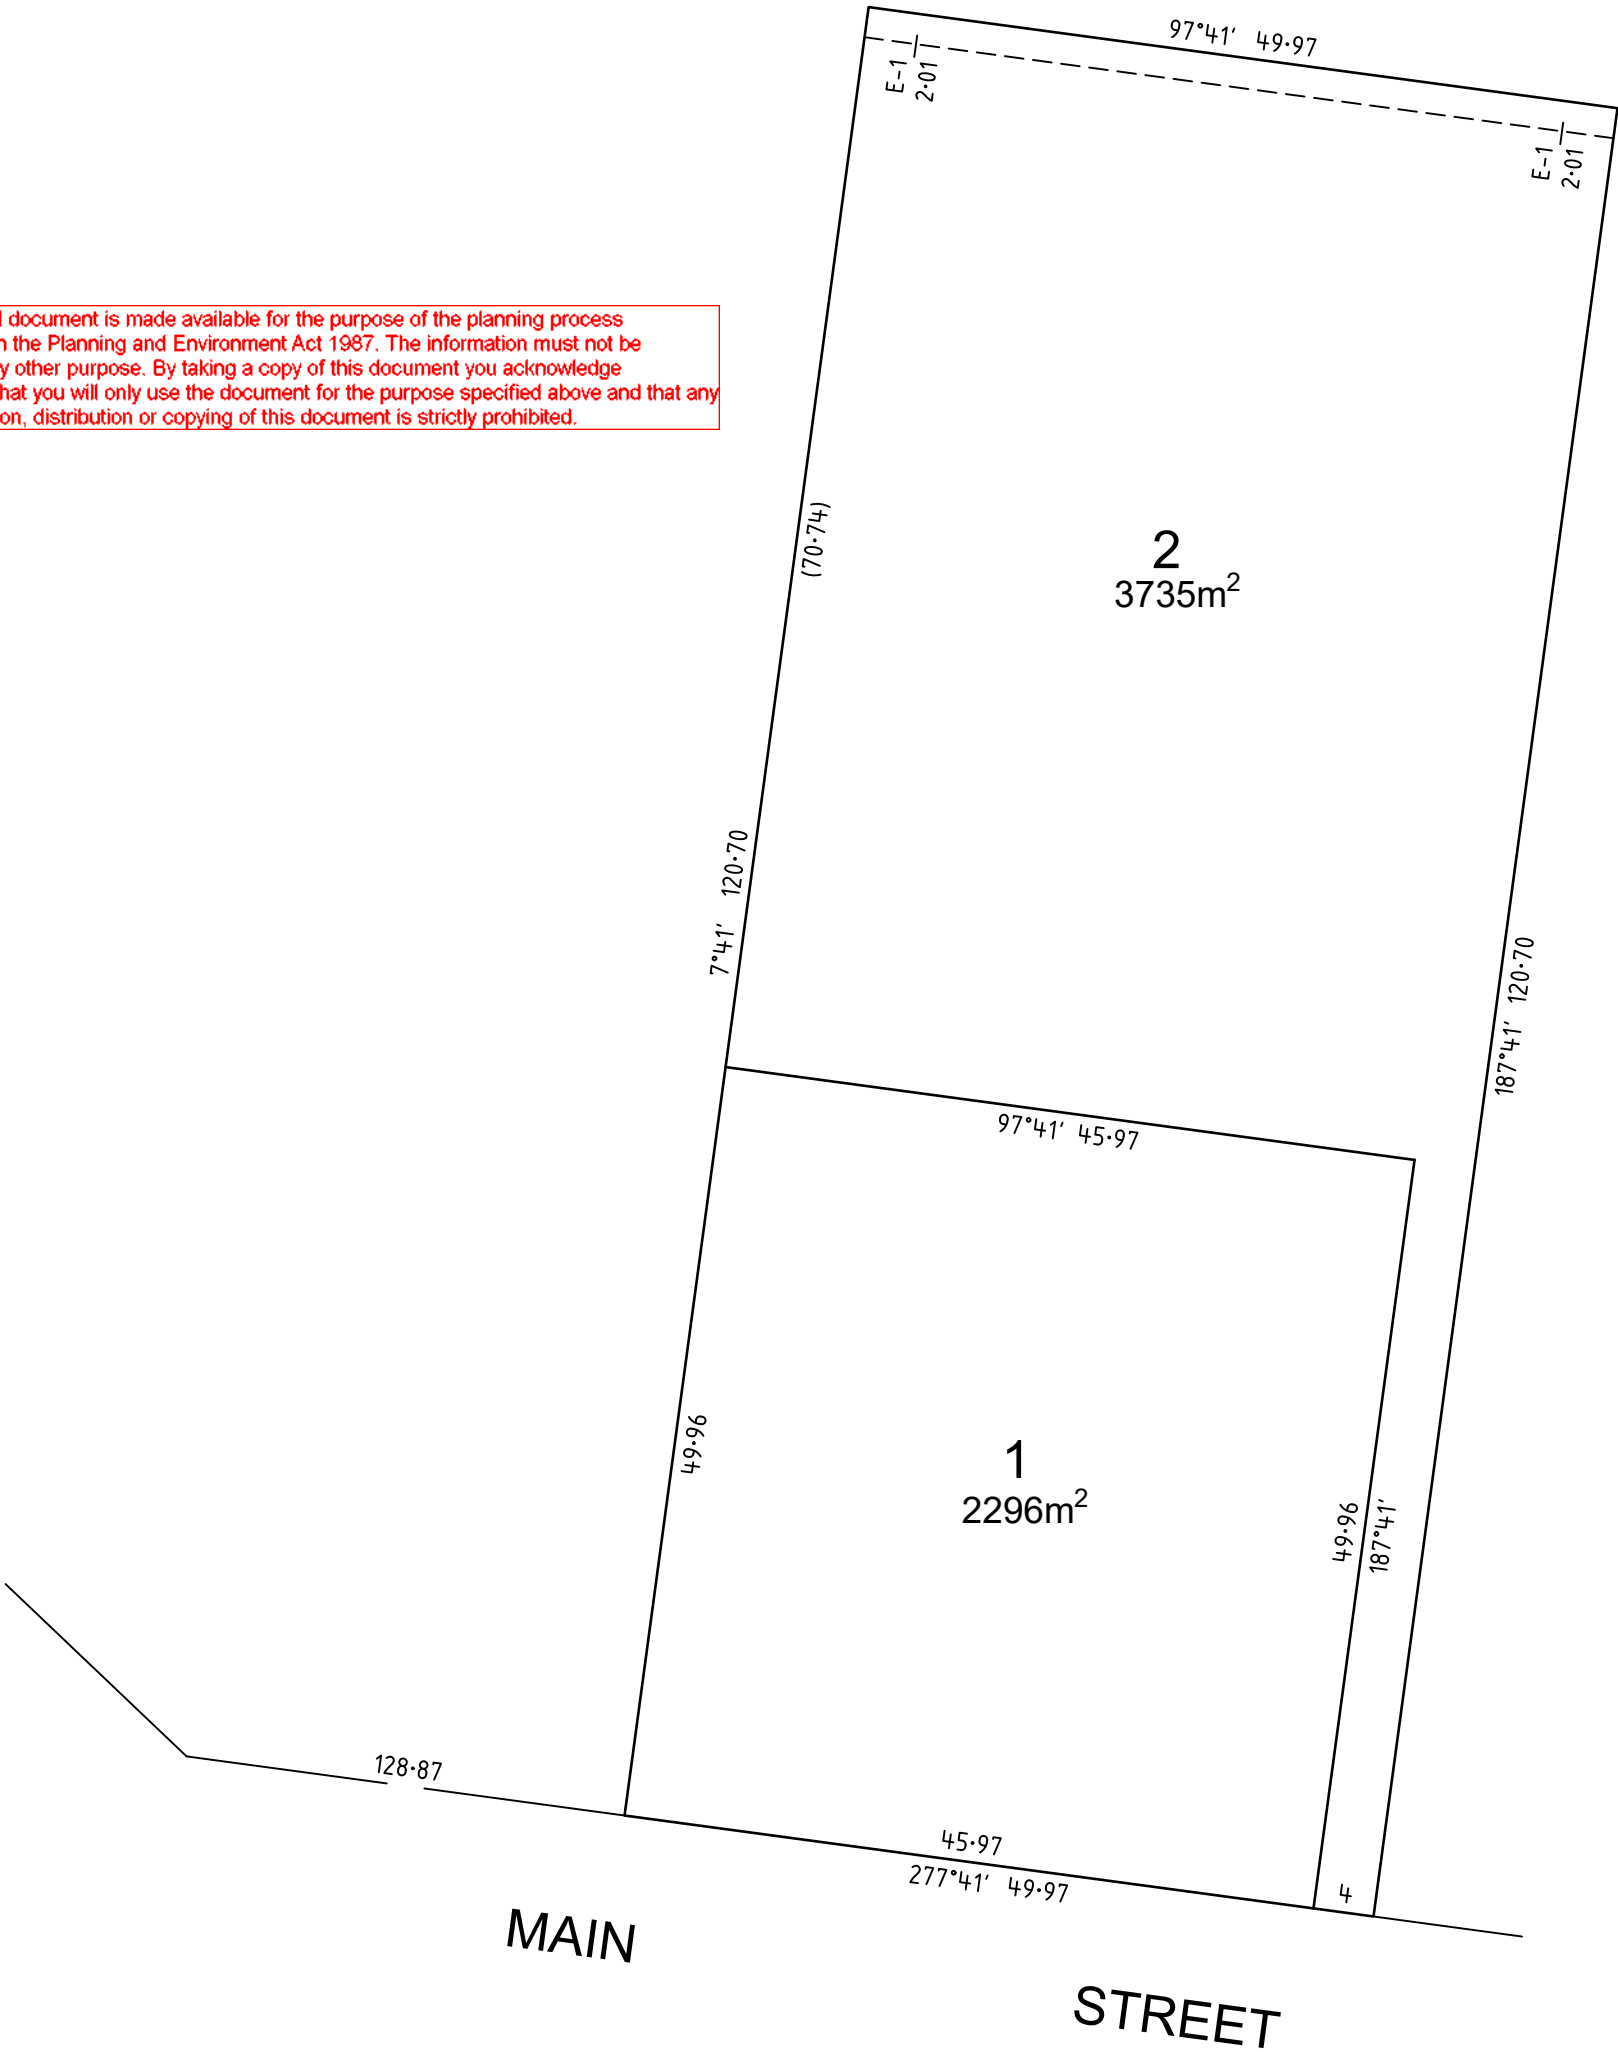 97°41' 49·97
E-1
2·01
E-1
2·01
document is made available for the purpose of the planning process
the Planning and Environment Act 1987. The information must not be
other purpose. By taking a copy of this document you acknowledge
that you will only use the document for the purpose specified above and that any
distribution or copying of this document is strictly prohibited.
(70·74)
2
3735m²
7°41' 120·70
187°41' 120·70
97°41' 45·97
49·96
1
2296m²
49·96
187°41'
128·87
45·97
277°41' 49·97
4
MAIN
STREET